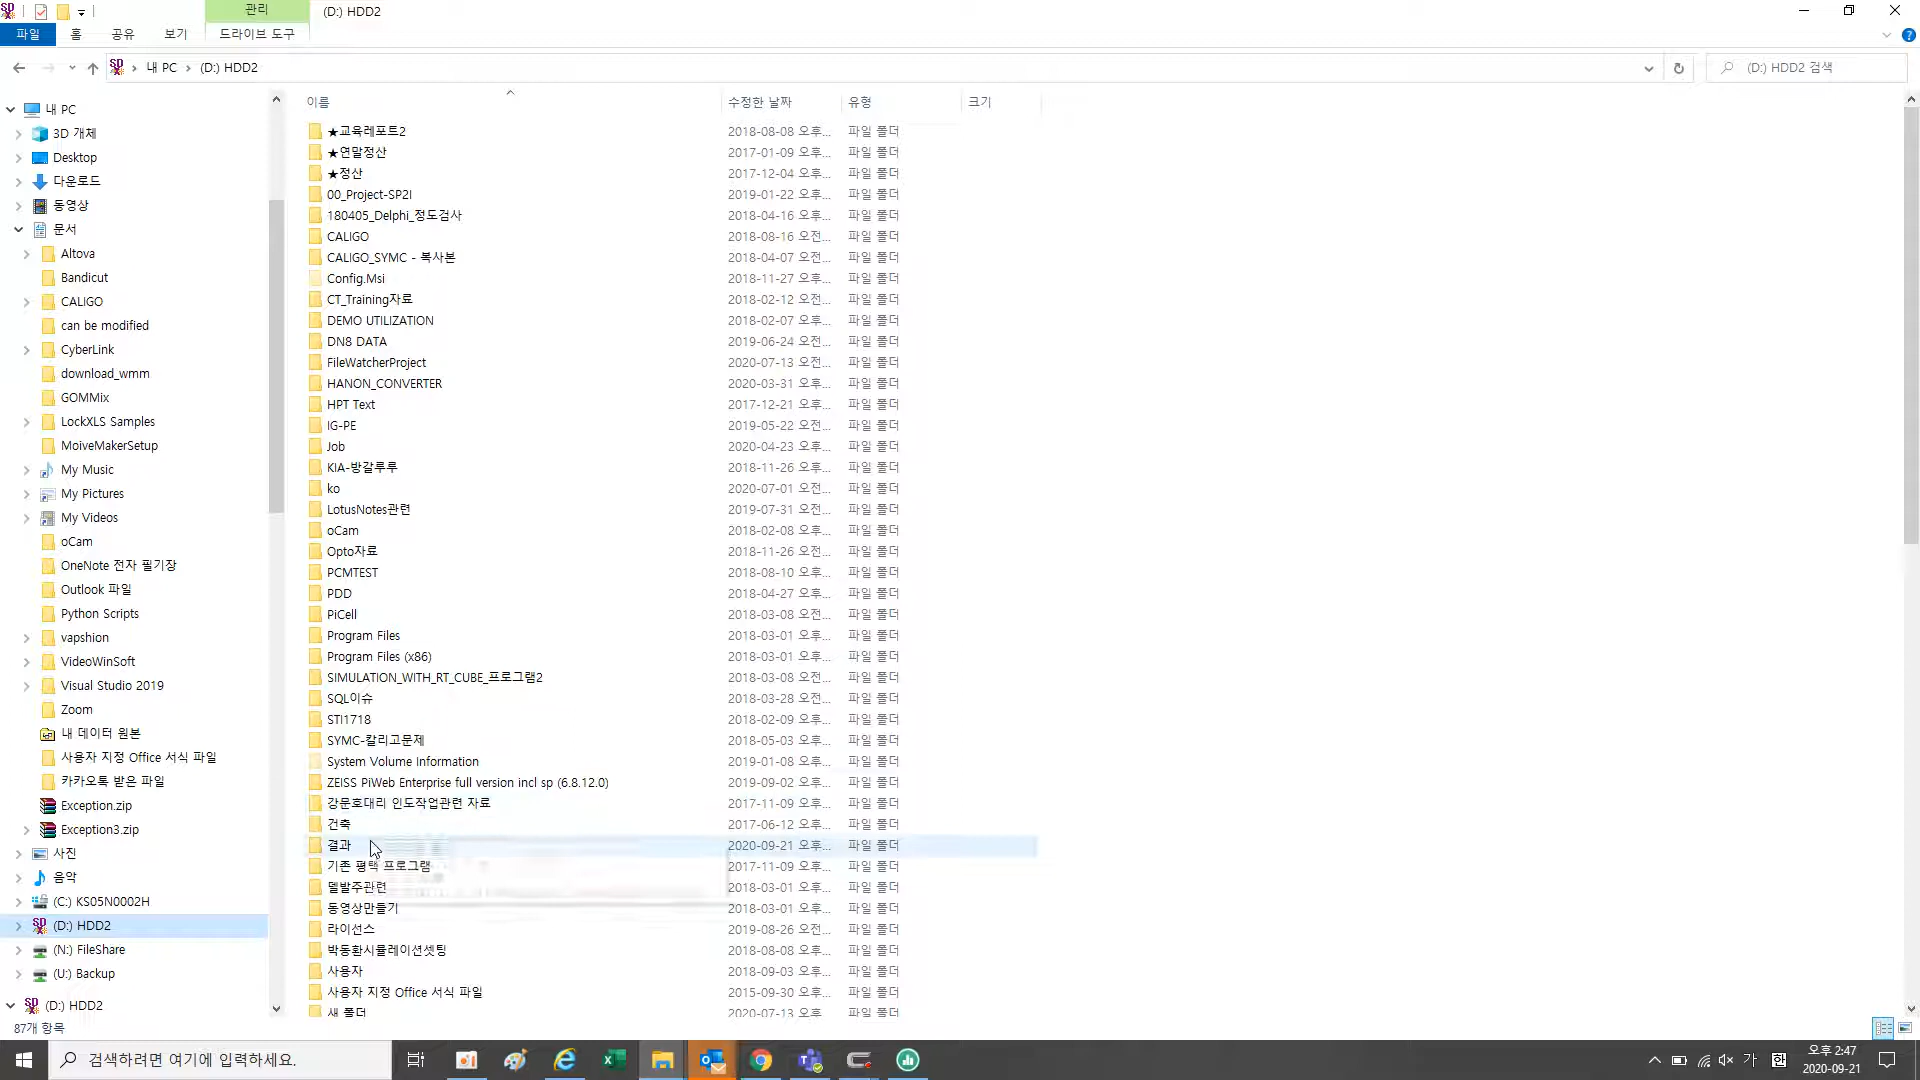 관리
(D:) HDD2
파일
홈
공유
보기
드라이브 도구
내 PC
(D:) HDD2
(D:) HDD2 검색
이름
수정한 날짜
유형
크기
내 PC
3D 개체
Desktop
다운로드
동영상
문서
Altova
Bandicut
CALIGO
can be modified
CyberLink
download_wmm
GOMMix
LockXLS Samples
MoiveMakerSetup
My Music
My Pictures
My Videos
oCam
OneNote 전자 필기장
Outlook 파일
Python Scripts
vapshion
VideoWinSoft
Visual Studio 2019
Zoom
내 데이터 원본
사용자 지정 Office 서식 파일
카카오톡 받은 파일
Exception.zip
Exception3.zip
사진
음악
(C:) KS05N0002H
(D:) HDD2
(N:) FileShare
(U:) Backup
(D:) HDD2
★교육레포트2 2018-08-08 오후... 파일 폴더
★연말정산 2017-01-09 오후... 파일 폴더
★정산 2017-12-04 오후... 파일 폴더
00_Project-SP2I 2019-01-22 오후... 파일 폴더
180405_Delphi_정도검사 2018-04-16 오후... 파일 폴더
CALIGO 2018-08-16 오전... 파일 폴더
CALIGO_SYMC - 복사본 2018-04-07 오전... 파일 폴더
Config.Msi 2018-11-27 오후... 파일 폴더
CT_Training자료 2018-02-12 오전... 파일 폴더
DEMO UTILIZATION 2018-02-07 오후... 파일 폴더
DN8 DATA 2019-06-24 오전... 파일 폴더
FileWatcherProject 2020-07-13 오전... 파일 폴더
HANON_CONVERTER 2020-03-31 오후... 파일 폴더
HPT Text 2017-12-21 오후... 파일 폴더
IG-PE 2019-05-22 오후... 파일 폴더
Job 2020-04-23 오후... 파일 폴더
KIA-방갈루루 2018-11-26 오후... 파일 폴더
ko 2020-07-01 오전... 파일 폴더
LotusNotes관련 2019-07-31 오전... 파일 폴더
oCam 2018-02-08 오후... 파일 폴더
Opto자료 2018-11-26 오전... 파일 폴더
PCMTEST 2018-08-10 오후... 파일 폴더
PDD 2018-04-27 오후... 파일 폴더
PiCell 2018-03-08 오전... 파일 폴더
Program Files 2018-03-01 오후... 파일 폴더
Program Files (x86) 2018-03-01 오후... 파일 폴더
SIMULATION_WITH_RT_CUBE_프로그램2 2018-03-08 오전... 파일 폴더
SQL이슈 2018-03-28 오전... 파일 폴더
STI1718 2018-02-09 오후... 파일 폴더
SYMC-칼리고문제 2018-05-03 오후... 파일 폴더
System Volume Information 2019-01-08 오후... 파일 폴더
ZEISS PiWeb Enterprise full version incl sp (6.8.12.0) 2019-09-02 오후... 파일 폴더
강문호대리 인도작업관련 자료 2017-11-09 오후... 파일 폴더
건축 2017-06-12 오후... 파일 폴더
결과 2020-09-21 오후... 파일 폴더
기존 평택 프로그램 2017-11-09 오후... 파일 폴더
델발주관련 2018-03-01 오후... 파일 폴더
동영상만들기 2018-03-01 오후... 파일 폴더
라이선스 2019-08-26 오전... 파일 폴더
박동환시뮬레이션셋팅 2018-08-08 오후... 파일 폴더
사용자 2018-09-03 오후... 파일 폴더
사용자 지정 Office 서식 파일 2015-09-30 오후... 파일 폴더
새 폴더 2020-07-13 오후 파일 폴더
87개 항목
검색하려면 여기에 입력하세요.
가
한
오후 2:47
2020-09-21